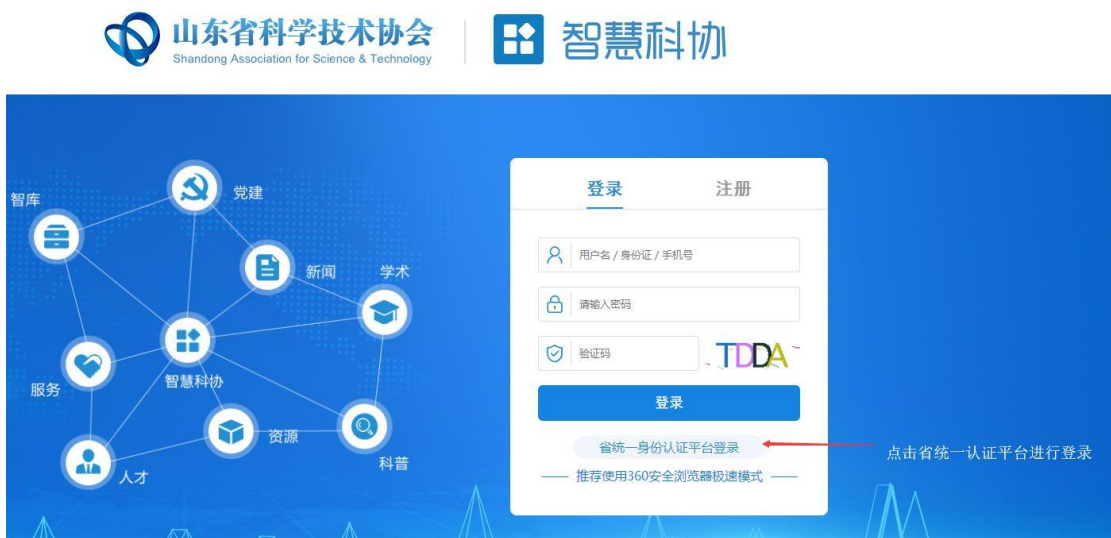 山东省科学技术协会
Shandong Association for Science & Technology
智慧科协
登录 注册
智库
党建
新闻
学术
用户名 / 身份证 / 手机号
请输入密码
验证码
TDDA
智慧科协
服务
登录
资源
科普
人才
省统一身份认证平台登录
点击省统一认证平台进行登录
推荐使用360安全浏览器极速模式